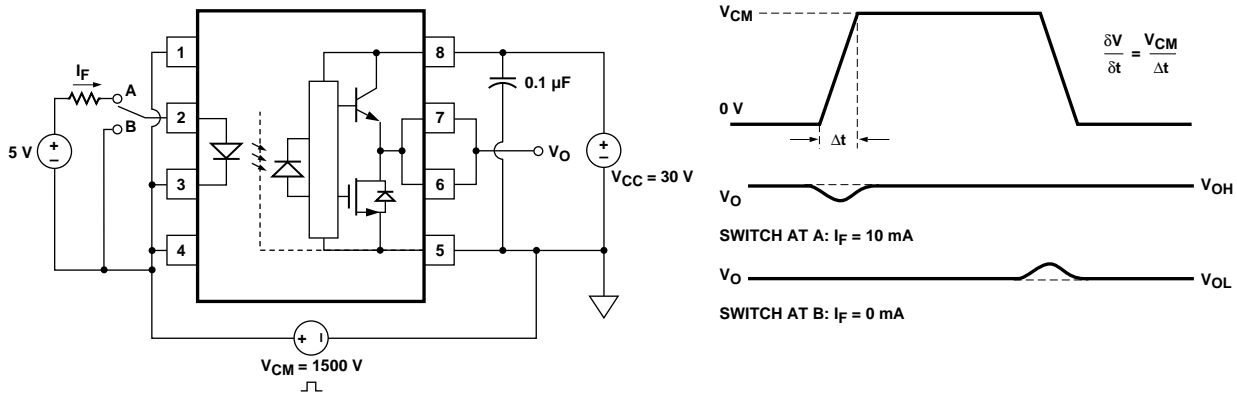 1
2
3
4
8
7
6
5
I_F
A
B
5 V
+
−
0.1 µF
V_O
+
−
V_CC = 30 V
+ –
V_CM = 1500 V
V_CM
0 V
Δt
δV/δt = V_CM/Δt
V_O
V_OH
SWITCH AT A: I_F = 10 mA
V_O
V_OL
SWITCH AT B: I_F = 0 mA